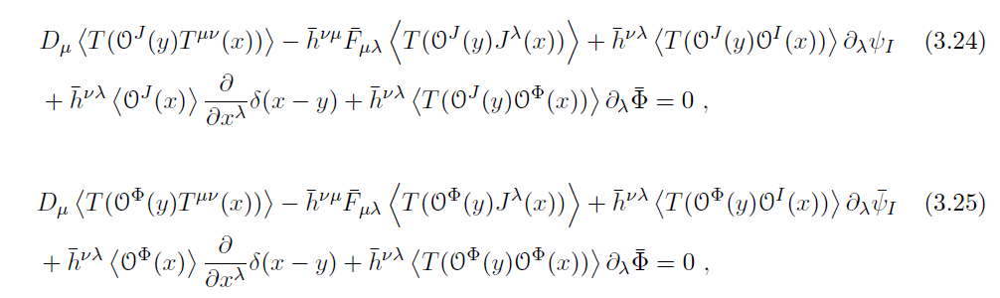 D_μ ⟨T(𝒪^J(y)T^{μν}(x))⟩ − h̄^{νμ}F̄_{μλ} ⟨T(𝒪^J(y)J^λ(x))⟩ + h̄^{νλ} ⟨T(𝒪^J(y)𝒪^I(x))⟩ ∂_λψ_I (3.24)
+ h̄^{νλ} ⟨𝒪^J(x)⟩ ∂/∂x^λ δ(x − y) + h̄^{νλ} ⟨T(𝒪^J(y)𝒪^Φ(x))⟩ ∂_λΦ̄ = 0 ,
D_μ ⟨T(𝒪^Φ(y)T^{μν}(x))⟩ − h̄^{νμ}F̄_{μλ} ⟨T(𝒪^Φ(y)J^λ(x))⟩ + h̄^{νλ} ⟨T(𝒪^Φ(y)𝒪^I(x))⟩ ∂_λψ̄_I (3.25)
+ h̄^{νλ} ⟨𝒪^Φ(x)⟩ ∂/∂x^λ δ(x − y) + h̄^{νλ} ⟨T(𝒪^Φ(y)𝒪^Φ(x))⟩ ∂_λΦ̄ = 0 ,